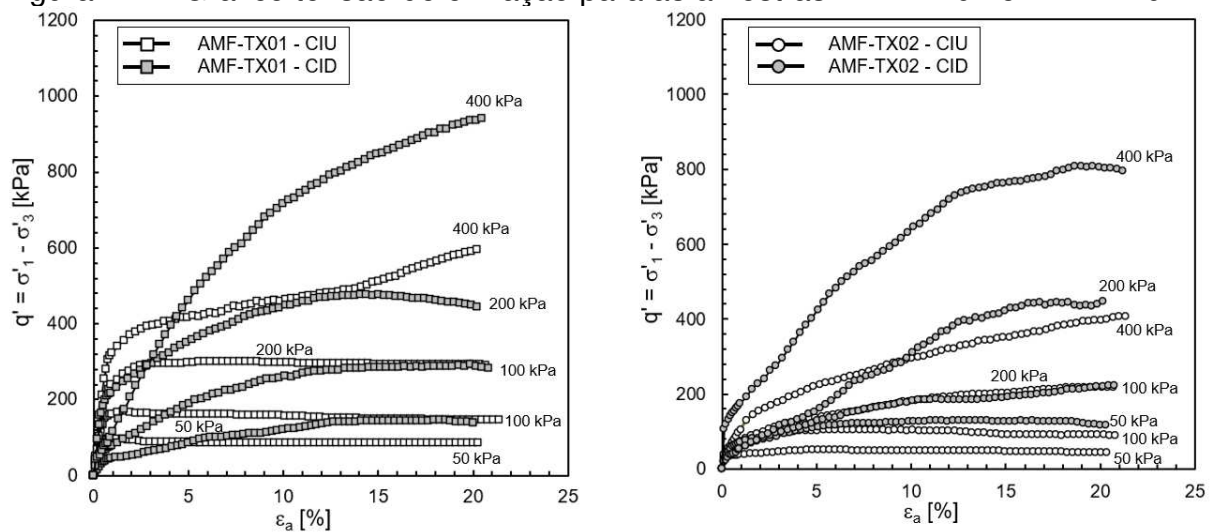 AMF-TX01 - CIU
AMF-TX01 - CID
q' = σ'1 - σ'3 [kPa]
1200
1000
800
600
400
200
0
400 kPa
400 kPa
200 kPa
200 kPa
100 kPa
50 kPa
100 kPa
50 kPa
0 5 10 15 20 25
εa [%]
AMF-TX02 - CIU
AMF-TX02 - CID
q' = σ'1 - σ'3 [kPa]
1200
1000
800
600
400
200
0
400 kPa
200 kPa
400 kPa
200 kPa
100 kPa
50 kPa
100 kPa
50 kPa
0 5 10 15 20 25
εa [%]